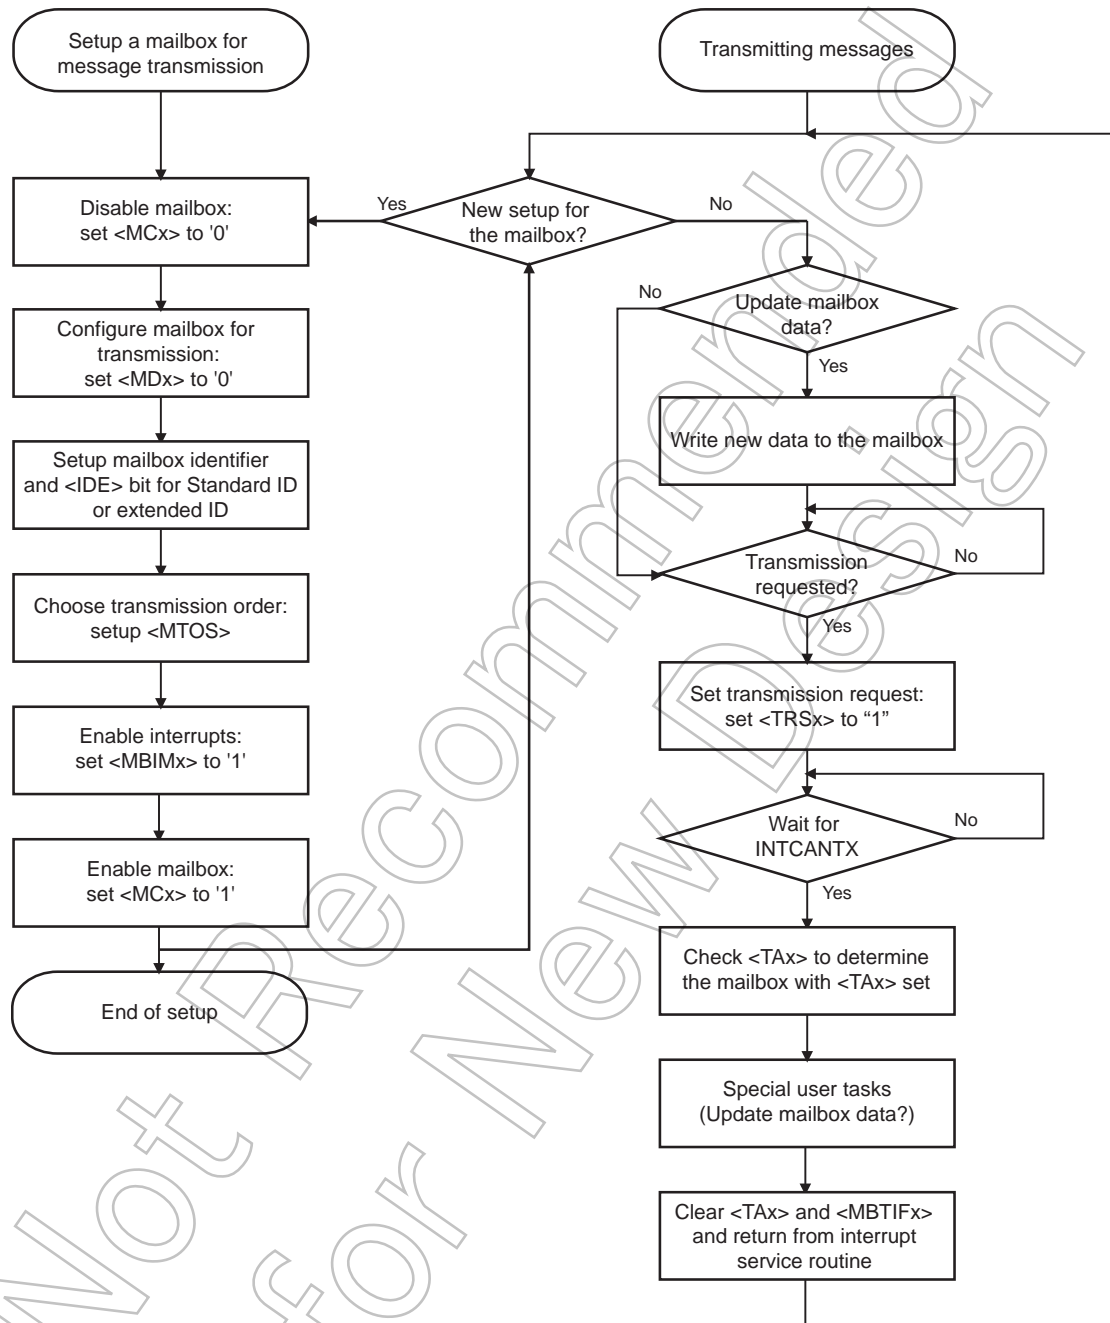 Setup a mailbox for
message transmission
Disable mailbox:
set <MCx> to '0'
Configure mailbox for
transmission:
set <MDx> to '0'
Setup mailbox identifier
and <IDE> bit for Standard ID
or extended ID
Choose transmission order:
setup <MTOS>
Enable interrupts:
set <MBIMx> to '1'
Enable mailbox:
set <MCx> to '1'
End of setup
Transmitting messages
Yes
New setup for
the mailbox?
No
No
Update mailbox
data?
Yes
Write new data to the mailbox
Transmission
requested?
No
Yes
Set transmission request:
set <TRSx> to “1”
Wait for
INTCANTX
No
Yes
Check <TAx> to determine
the mailbox with <TAx> set
Special user tasks
(Update mailbox data?)
Clear <TAx> and <MBTIFx>
and return from interrupt
service routine
Not Recommended
for New Design